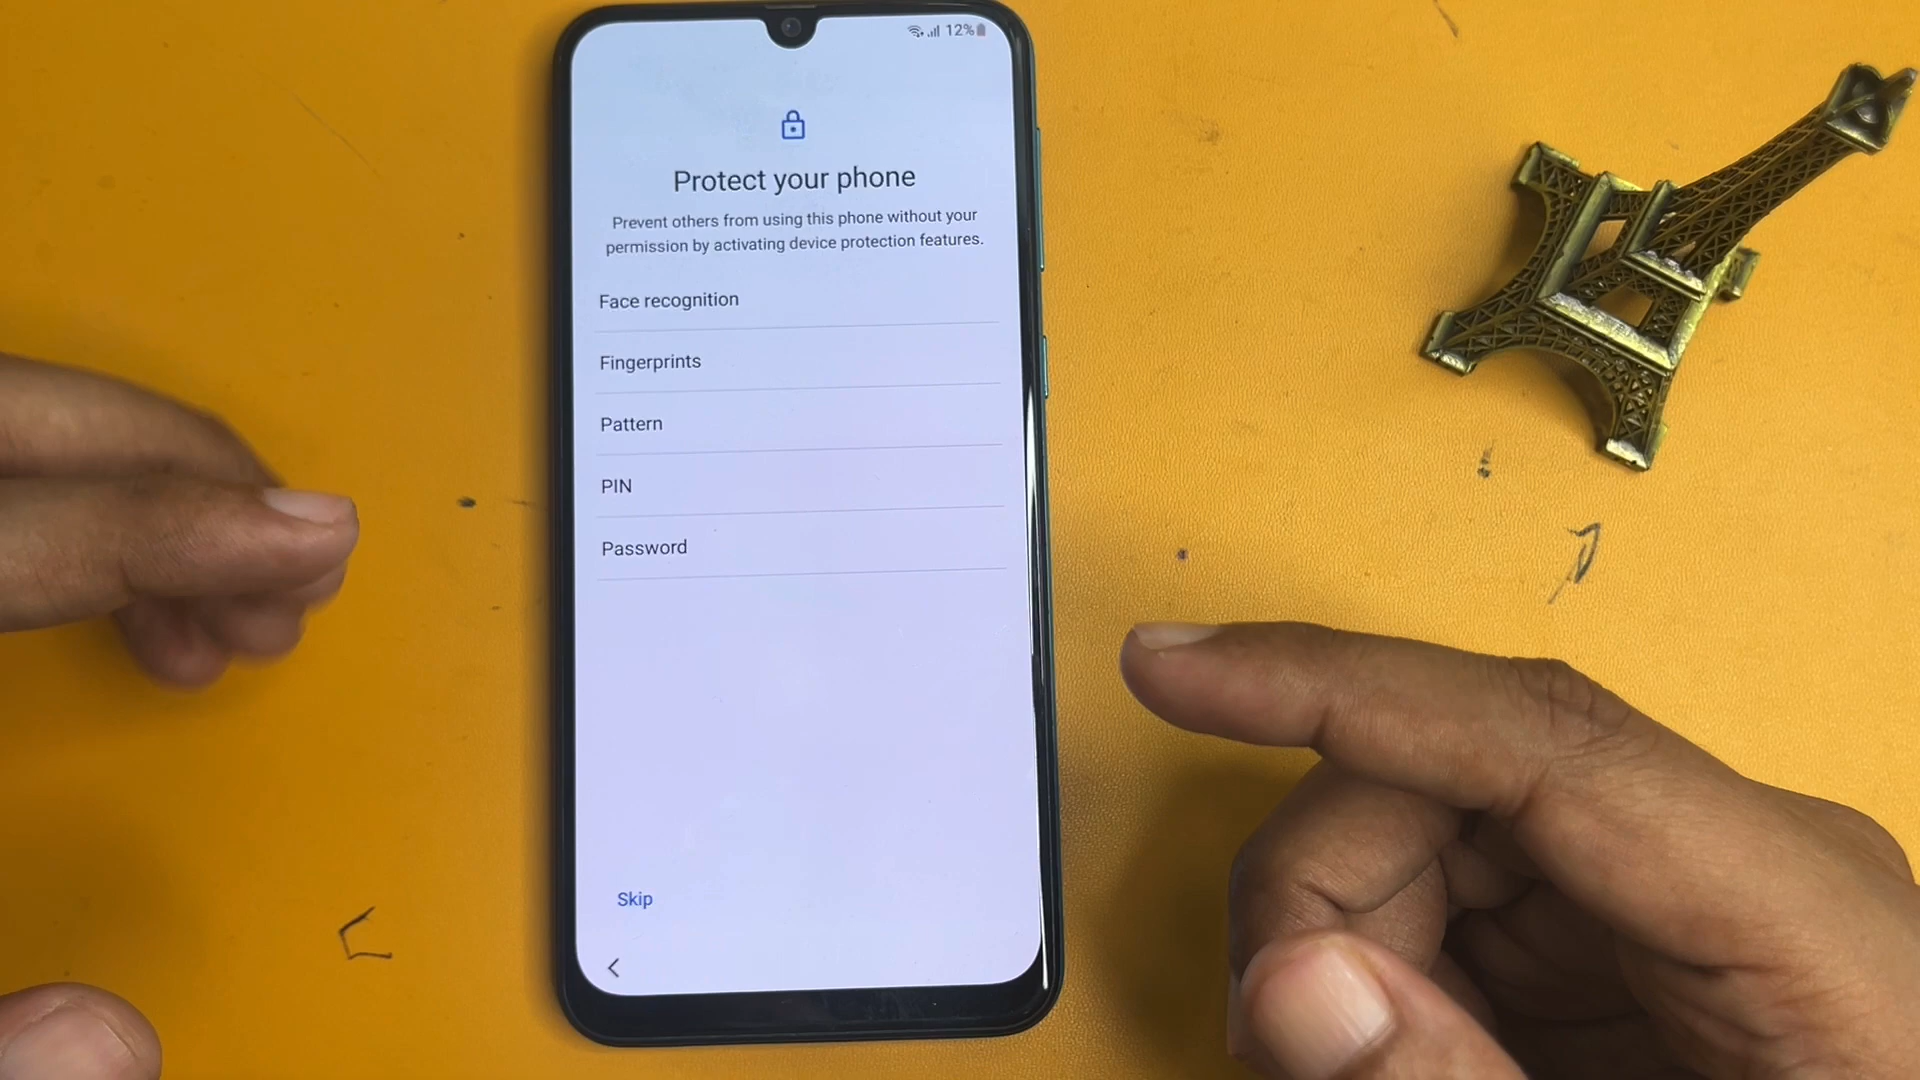 12%
Protect your phone
Prevent others from using this phone without your
permission by activating device protection features.
Face recognition
Fingerprints
Pattern
PIN
Password
Skip